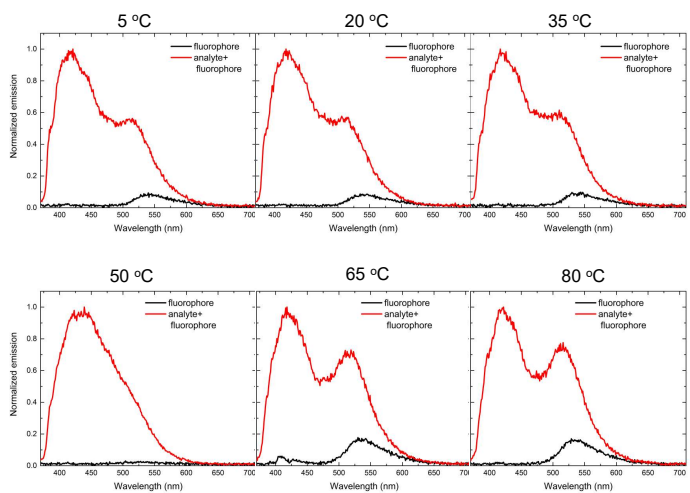 5 °C
20 °C
35 °C
fluorophore
analyte+
fluorophore
fluorophore
analyte+
fluorophore
fluorophore
analyte+
fluorophore
Normalized emission
1.0
0.8
0.6
0.4
0.2
0.0
400 450 500 550 600 650 700
400 450 500 550 600 650 700
400 450 500 550 600 650 700
Wavelength (nm)
Wavelength (nm)
Wavelength (nm)
50 °C
65 °C
80 °C
fluorophore
analyte+
fluorophore
fluorophore
analyte+
fluorophore
fluorophore
analyte+
fluorophore
Normalized emission
1.0
0.8
0.6
0.4
0.2
0.0
400 450 500 550 600 650 700
400 450 500 550 600 650 700
400 450 500 550 600 650 700
Wavelength (nm)
Wavelength (nm)
Wavelength (nm)